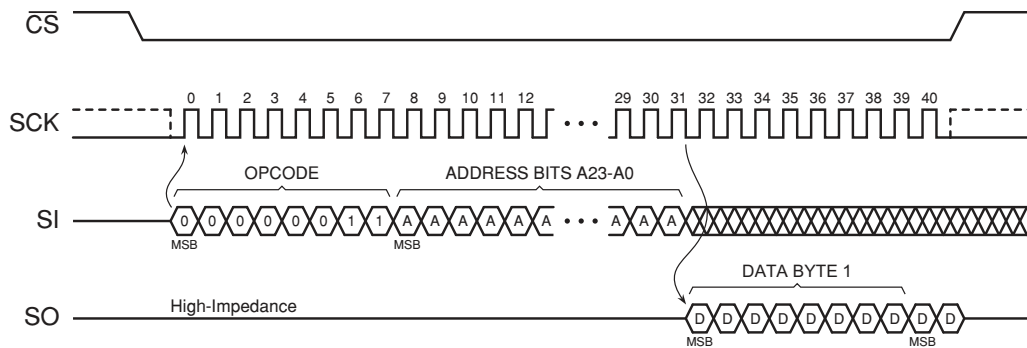 CS
0 1 2 3 4 5 6 7 8 9 10 11 12 29 30 31 32 33 34 35 36 37 38 39 40
SCK
OPCODE ADDRESS BITS A23-A0
SI 0 0 0 0 0 0 1 1 A A A A A A A A A
MSB MSB
DATA BYTE 1
High-Impedance
SO D D D D D D D D D D
MSB MSB